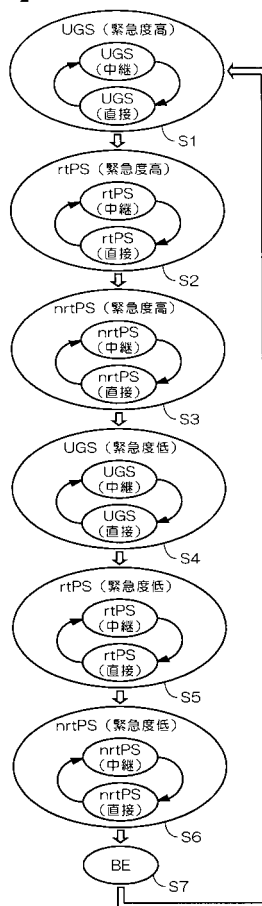 UGS (緊急度高)
UGS
(中継)
UGS
(直接)
S1
rtPS (緊急度高)
rtPS
(中継)
rtPS
(直接)
S2
nrtPS (緊急度高)
nrtPS
(中継)
nrtPS
(直接)
S3
UGS (緊急度低)
UGS
(中継)
UGS
(直接)
S4
rtPS (緊急度低)
rtPS
(中継)
rtPS
(直接)
S5
nrtPS (緊急度低)
nrtPS
(中継)
nrtPS
(直接)
S6
BE
S7